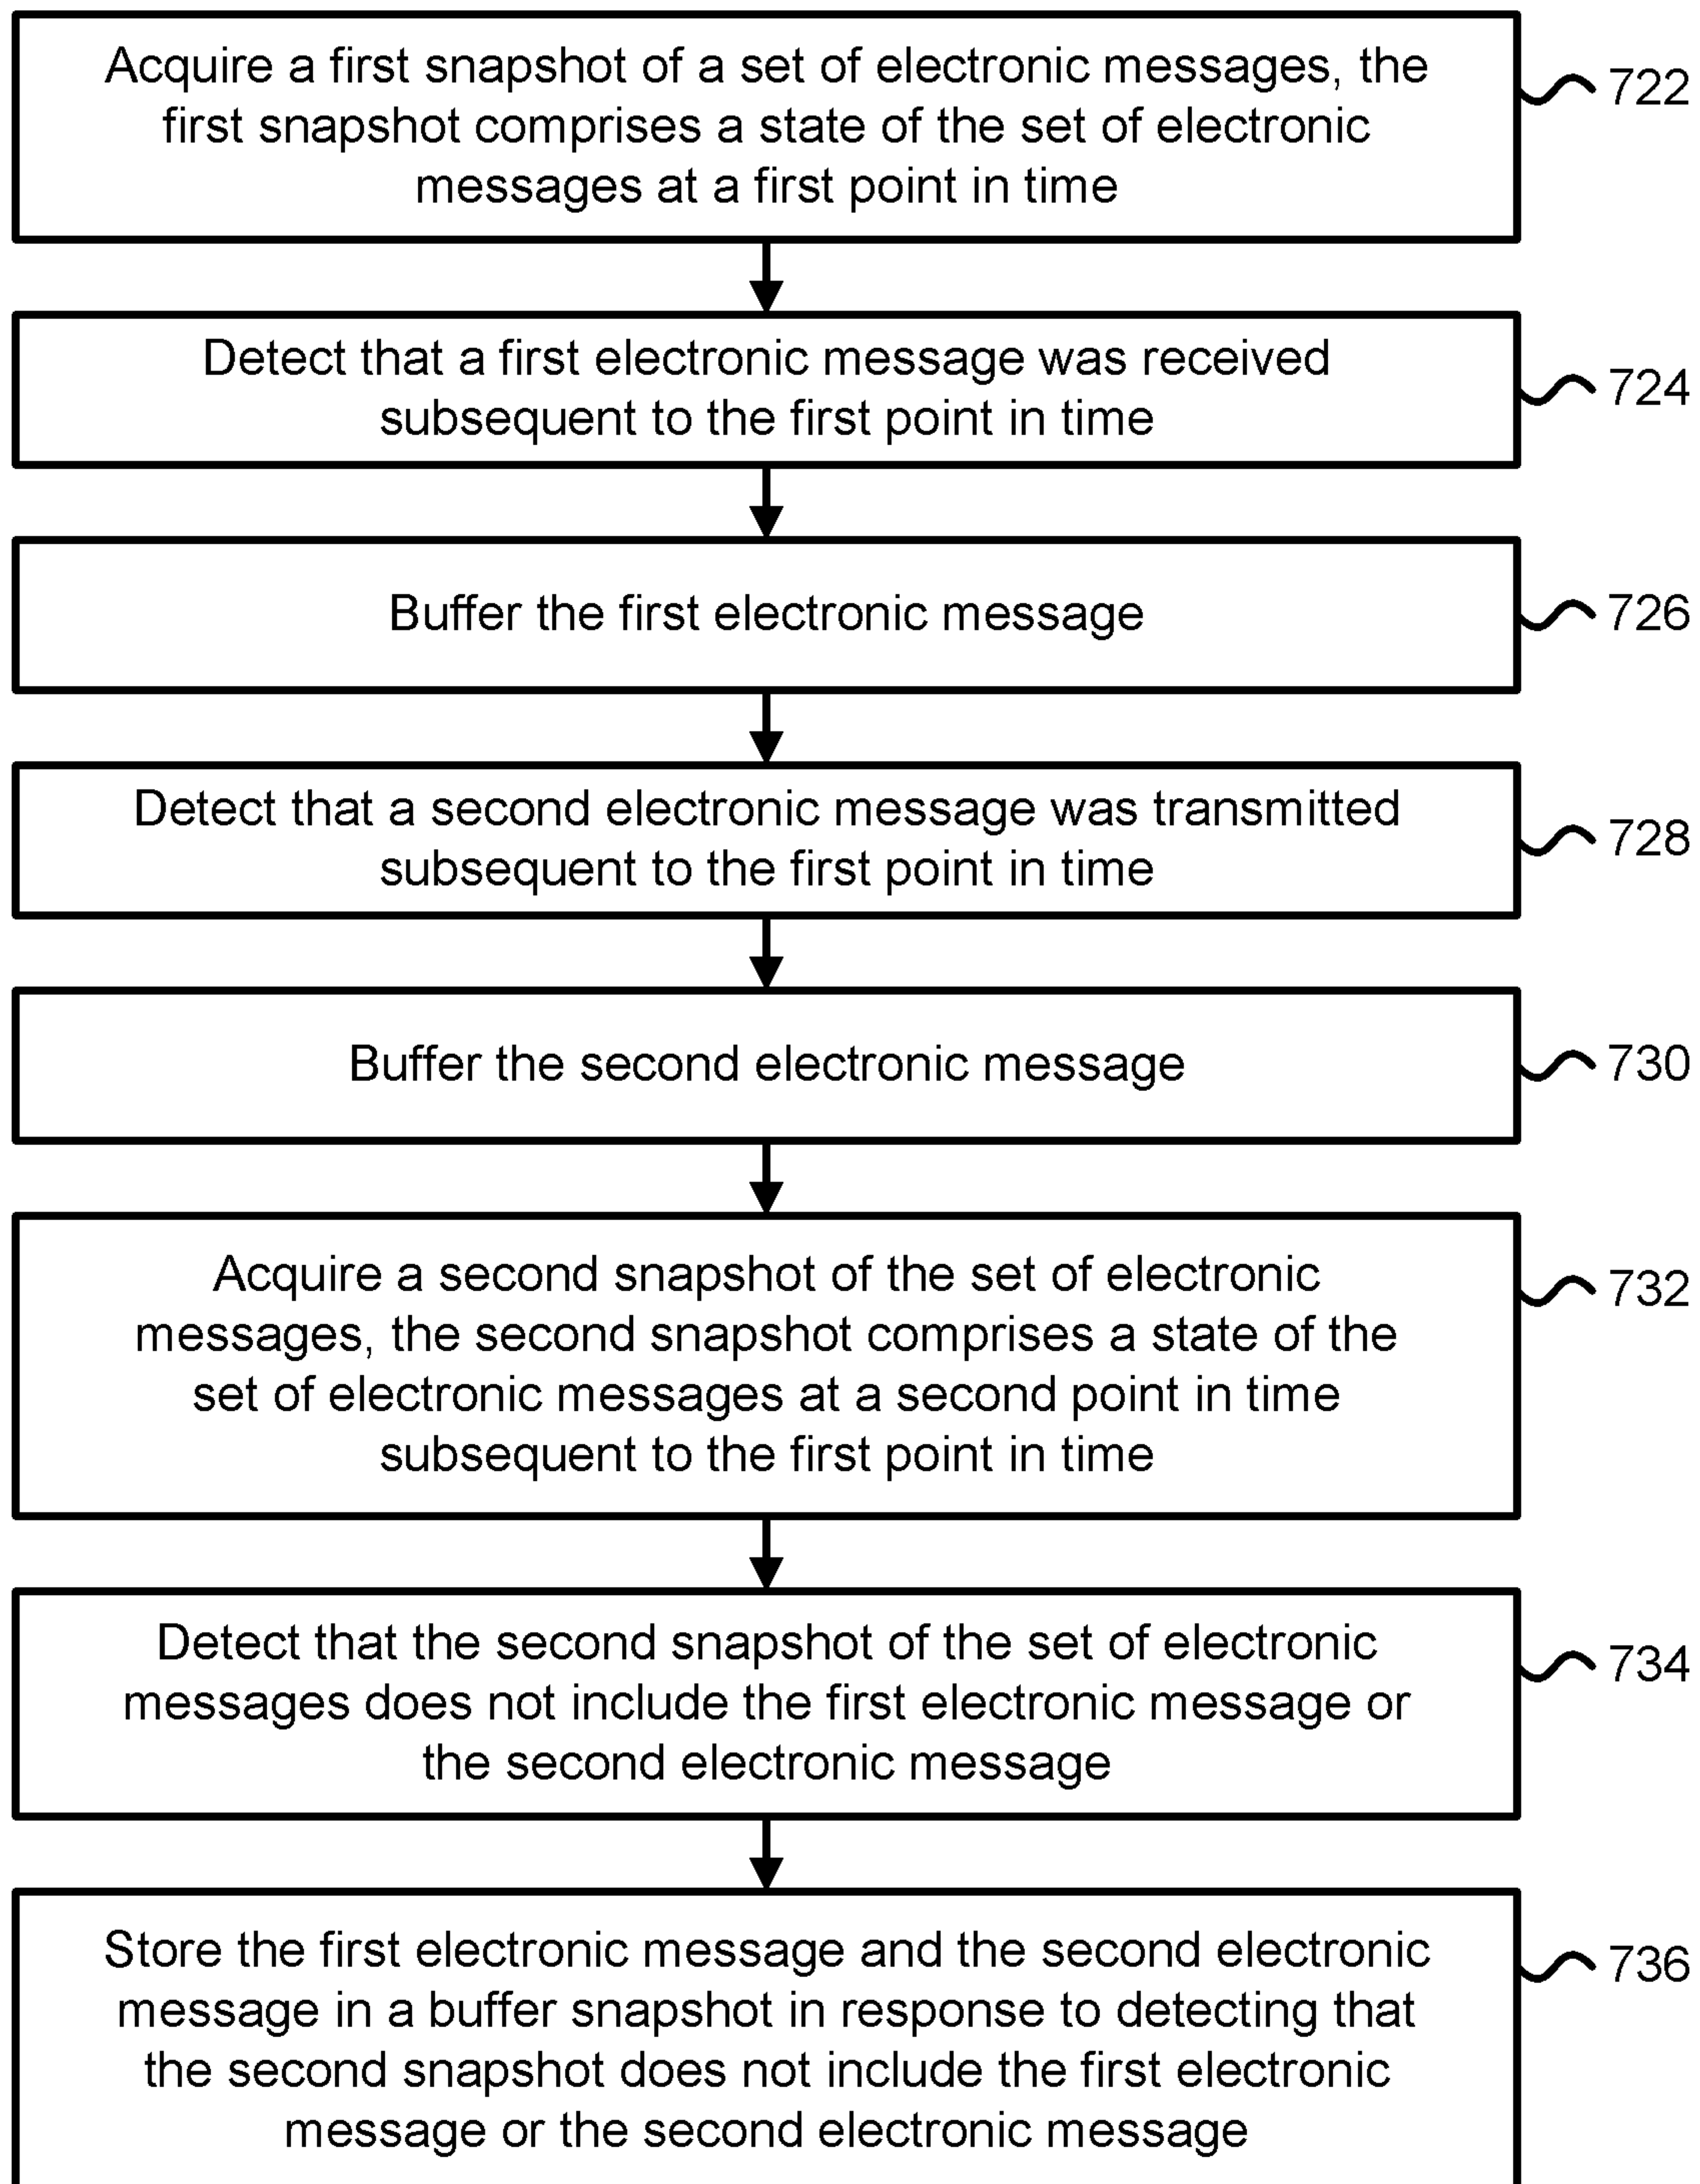 Acquire a first snapshot of a set of electronic messages, the
first snapshot comprises a state of the set of electronic
messages at a first point in time
722
Detect that a first electronic message was received
subsequent to the first point in time
724
Buffer the first electronic message
726
Detect that a second electronic message was transmitted
subsequent to the first point in time
728
Buffer the second electronic message
730
Acquire a second snapshot of the set of electronic
messages, the second snapshot comprises a state of the
set of electronic messages at a second point in time
subsequent to the first point in time
732
Detect that the second snapshot of the set of electronic
messages does not include the first electronic message or
the second electronic message
734
Store the first electronic message and the second electronic
message in a buffer snapshot in response to detecting that
the second snapshot does not include the first electronic
message or the second electronic message
736